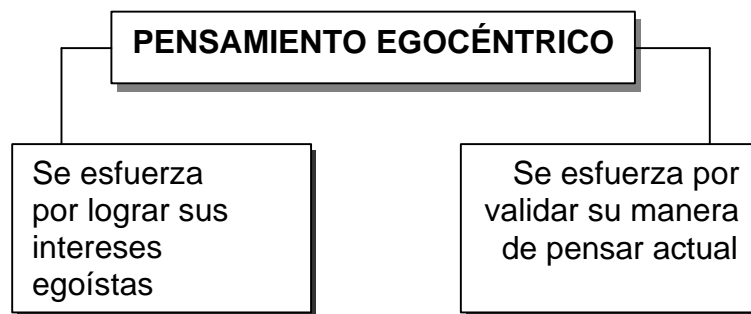 PENSAMIENTO EGOCÉNTRICO
Se esfuerza
por lograr sus
intereses
egoístas
Se esfuerza por
validar su manera
de pensar actual